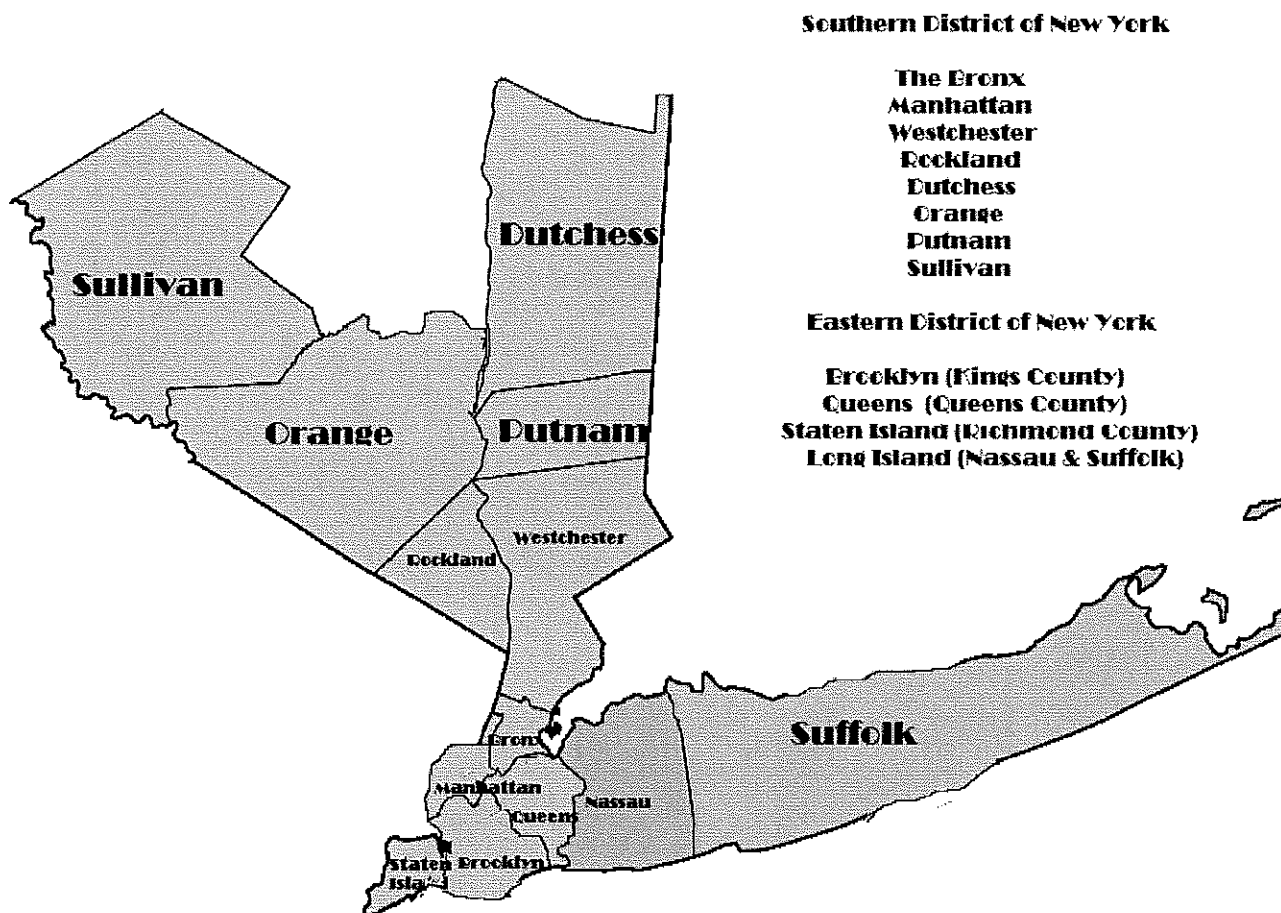 Southern District of New York
The Bronx
Manhattan
Westchester
Rockland
Dutchess
Orange
Putnam
Sullivan
Eastern District of New York
Brooklyn (Kings County)
Queens (Queens County)
Staten Island (Richmond County)
Long Island (Nassau & Suffolk)
Dutchess
Sullivan
Orange
Putnam
Westchester
Rockland
Suffolk
Bronx
Manhattan
Nassau
Queens
Staten
Brooklyn